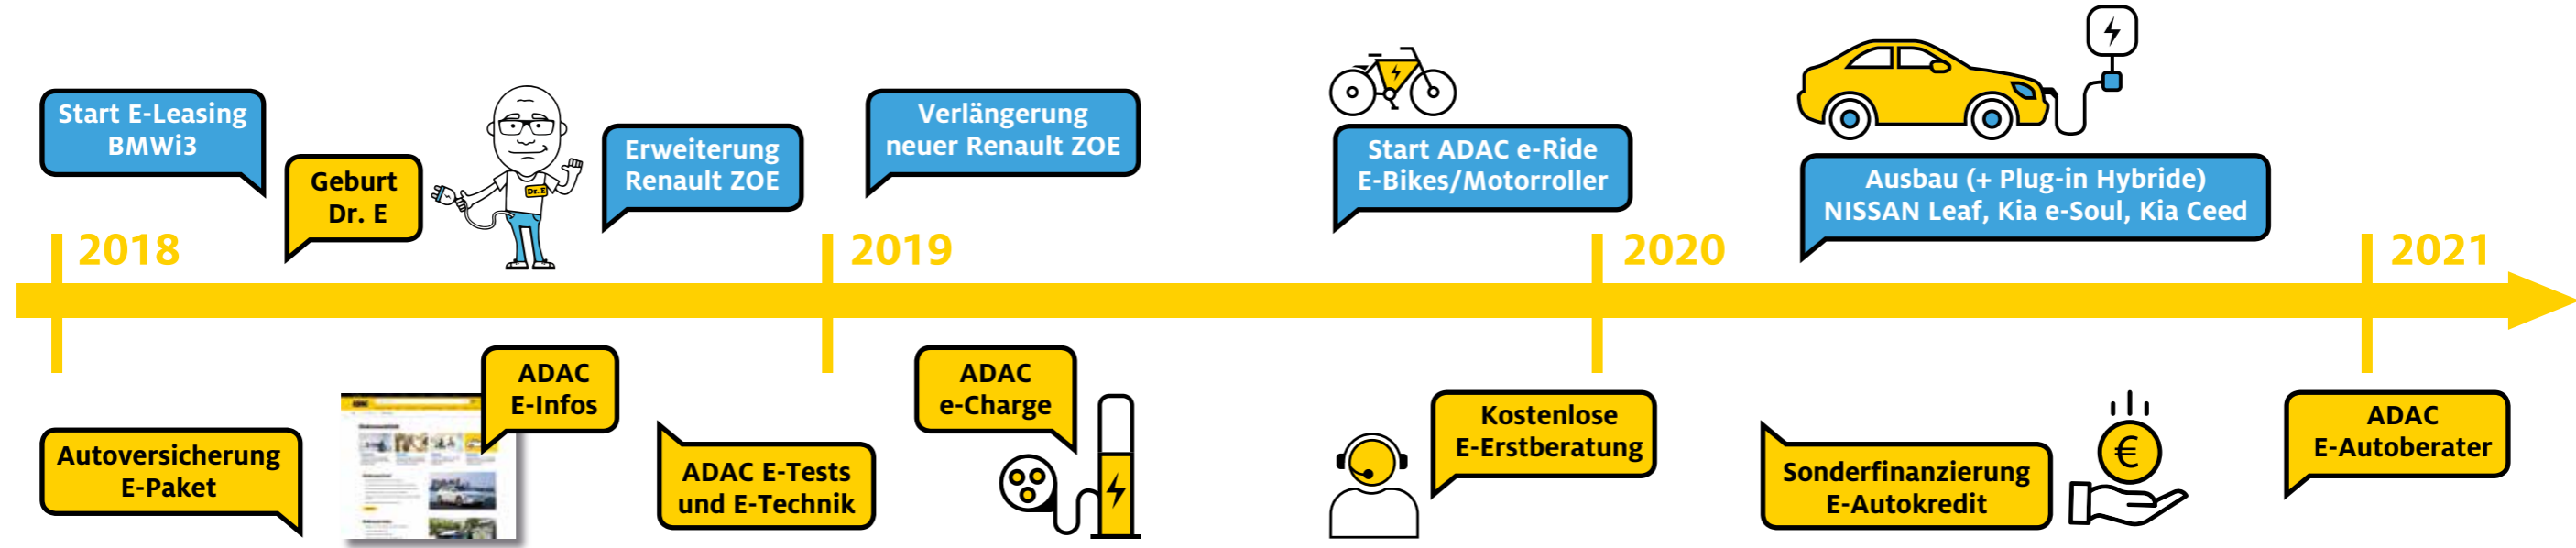 Start E-Leasing
BMWi3
Geburt
Dr. E
Dr. E
Erweiterung
Renault ZOE
Verlängerung
neuer Renault ZOE
Start ADAC e-Ride
E-Bikes/Motorroller
Ausbau (+ Plug-in Hybride)
NISSAN Leaf, Kia e-Soul, Kia Ceed
2018
2019
2020
2021
Autoversicherung
E-Paket
ADAC
E-Infos
ADAC E-Tests
und E-Technik
ADAC
e-Charge
Kostenlose
E-Erstberatung
Sonderfinanzierung
E-Autokredit
€
ADAC
E-Autoberater